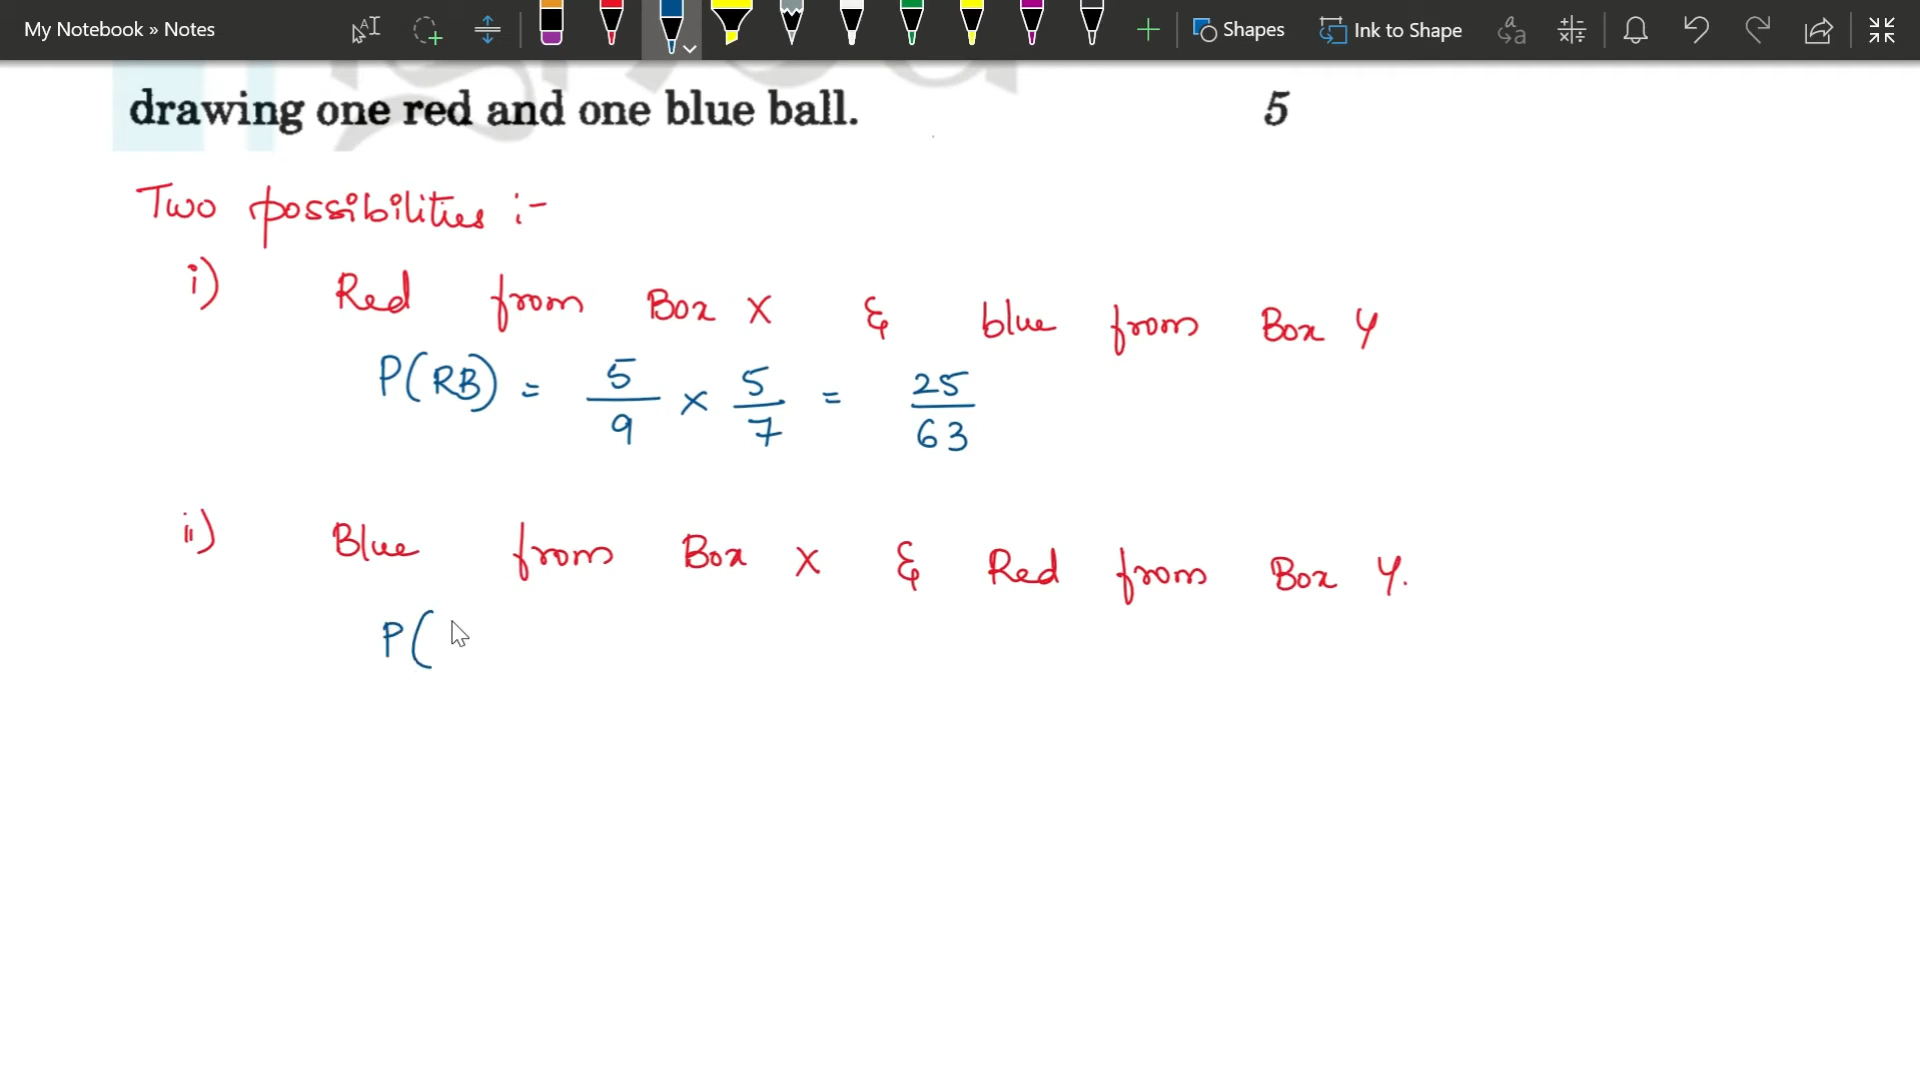 My Notebook » Notes
Shapes
Ink to Shape
drawing one red and one blue ball. 5
Two possibilities :-
i) Red from Box X & blue from Box Y
P(RB) = 5/9 × 5/7 = 25/63
ii) Blue from Box X & Red from Box Y.
P(